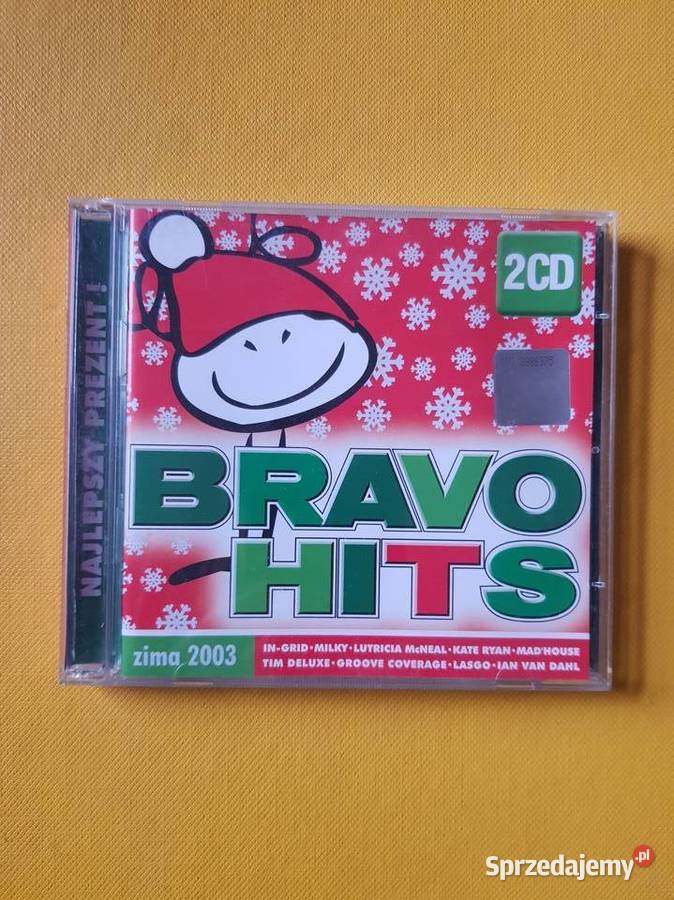 NAJLEPSZY PREZENT!
2CD
BRAVO
HITS
zima 2003
IN-GRID • MILKY • LUTRICIA McNEAL • KATE RYAN • MAD'HOUSE
TIM DELUXE • GROOVE COVERAGE • LASGO • IAN VAN DAHL
Sprzedajemy.pl